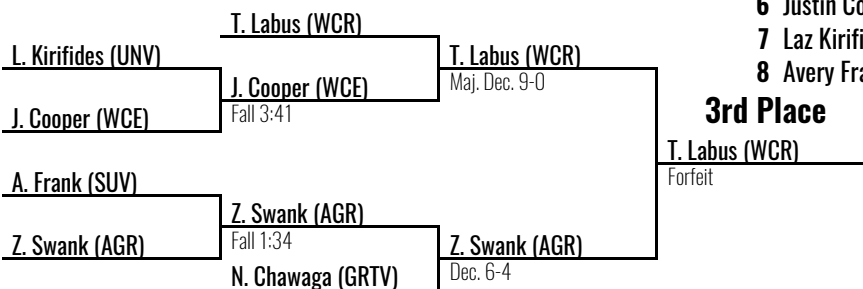 6 Justin Co
7 Laz Kirifi
8 Avery Fra
3rd Place
T. Labus (WCR)
L. Kirifides (UNV)
T. Labus (WCR)
J. Cooper (WCE)
Maj. Dec. 9-0
J. Cooper (WCE)
Fall 3:41
T. Labus (WCR)
Forfeit
A. Frank (SUV)
Z. Swank (AGR)
Fall 1:34
Z. Swank (AGR)
Z. Swank (AGR)
Dec. 6-4
N. Chawaga (GRTV)